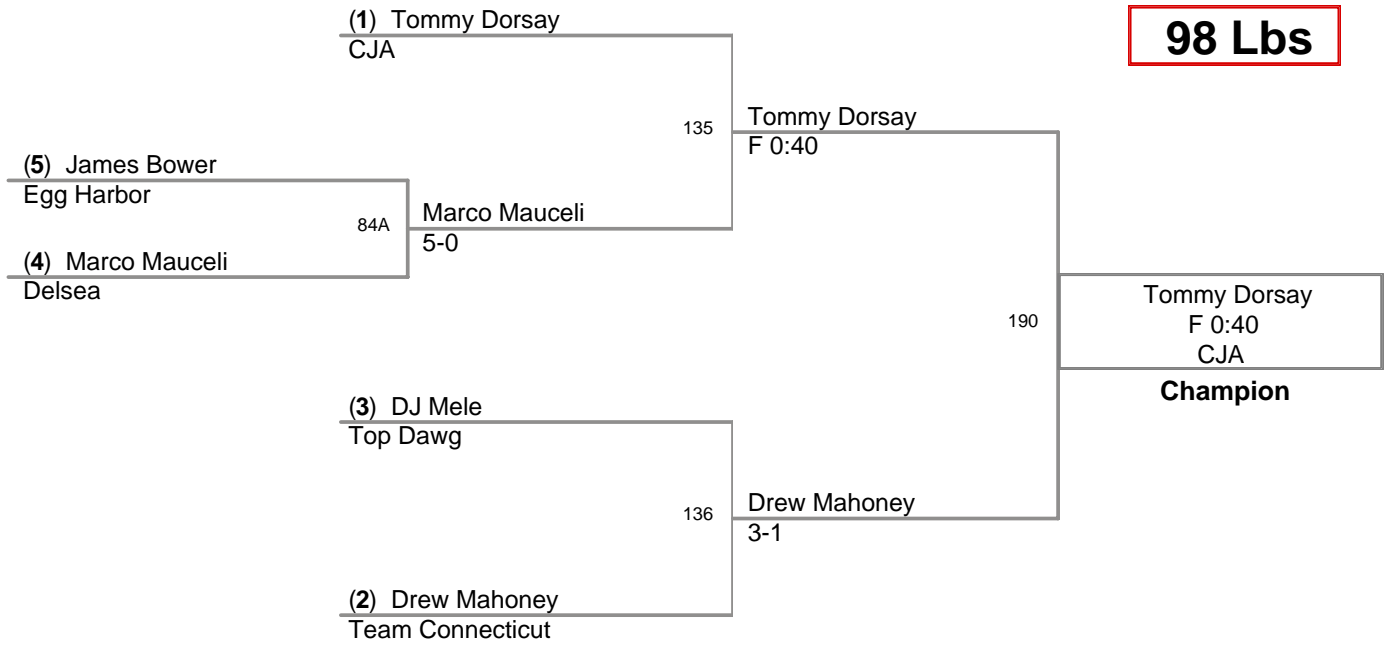 98 Lbs
(1) Tommy Dorsay
CJA
135
Tommy Dorsay
F 0:40
(5) James Bower
Egg Harbor
84A
Marco Mauceli
5-0
(4) Marco Mauceli
Delsea
190
Tommy Dorsay
F 0:40
CJA
Champion
(3) DJ Mele
Top Dawg
136
Drew Mahoney
3-1
(2) Drew Mahoney
Team Connecticut